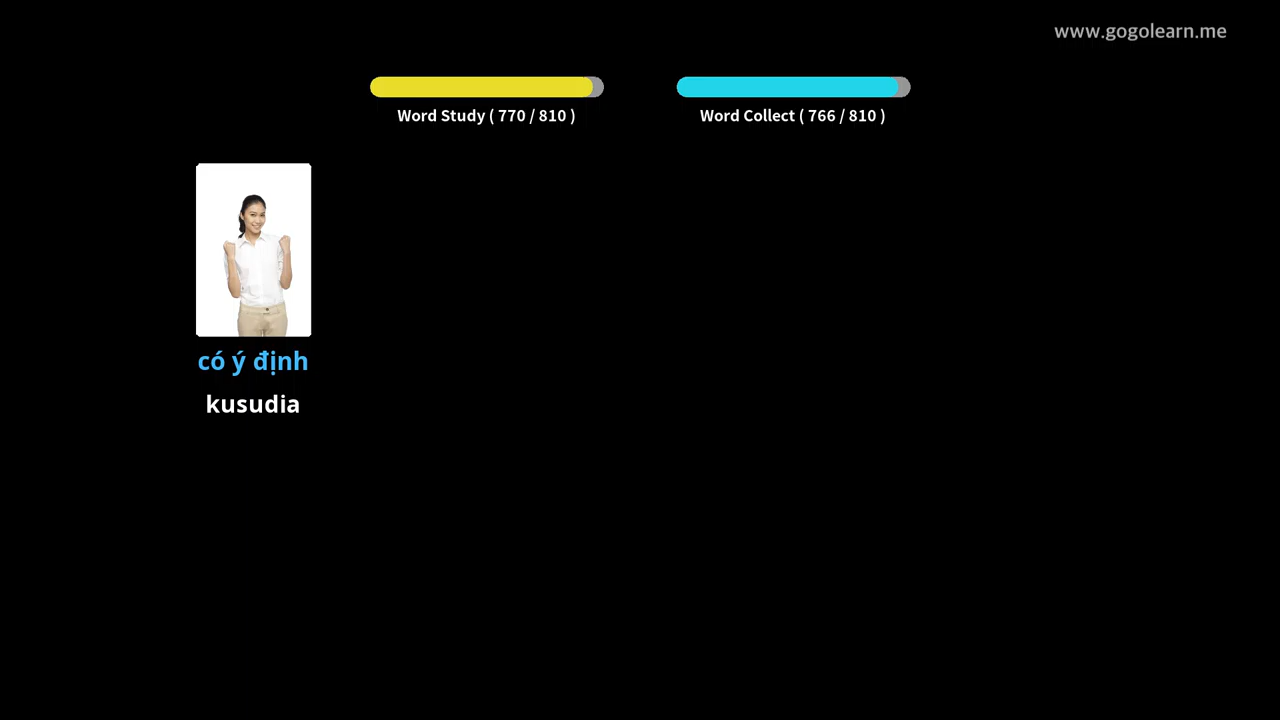 www.gogolearn.me
Word Study ( 770 / 810 )
Word Collect ( 766 / 810 )
có ý định
kusudia